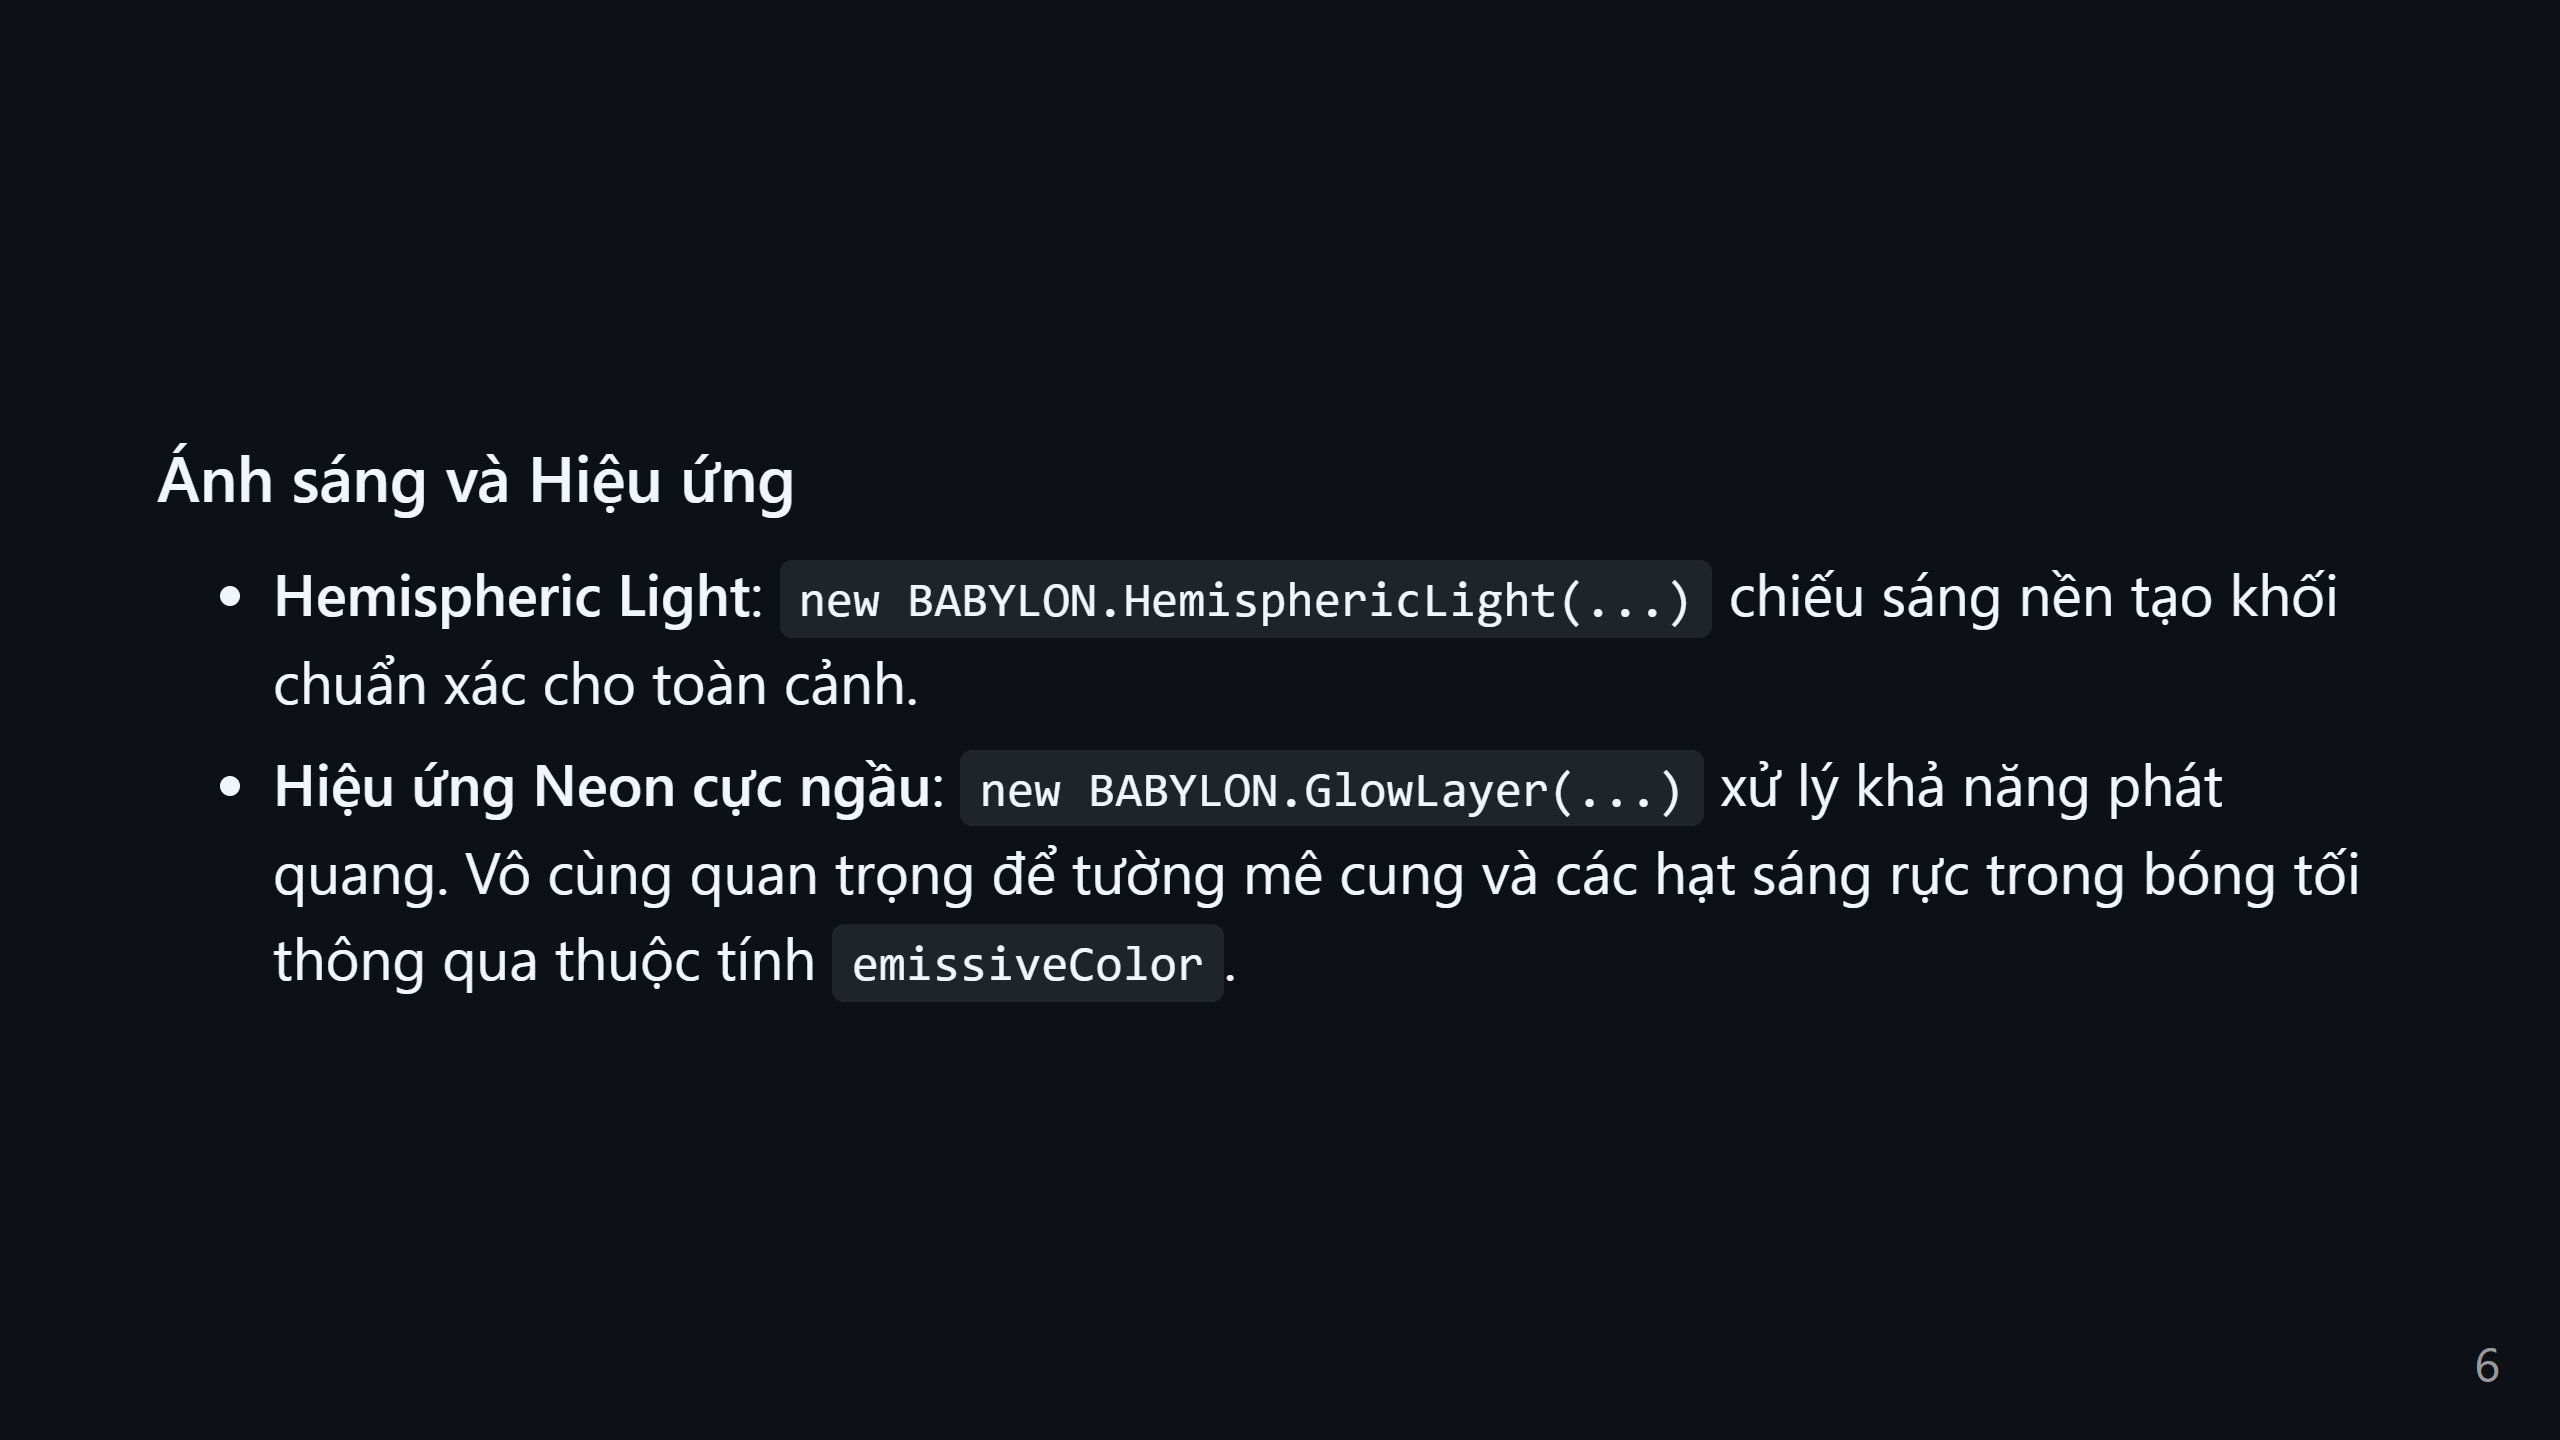 Ánh sáng và Hiệu ứng
• Hemispheric Light: new BABYLON.HemisphericLight(...) chiếu sáng nền tạo khối
chuẩn xác cho toàn cảnh.
• Hiệu ứng Neon cực ngầu: new BABYLON.GlowLayer(...) xử lý khả năng phát
quang. Vô cùng quan trọng để tường mê cung và các hạt sáng rực trong bóng tối
thông qua thuộc tính emissiveColor.
6